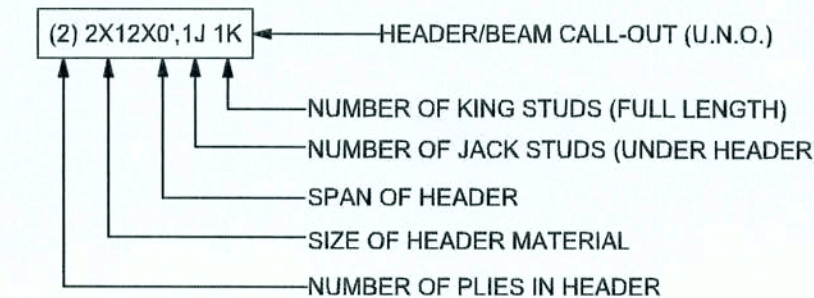 (2) 2X12X0',1J 1K
HEADER/BEAM CALL-OUT (U.N.O.)
NUMBER OF KING STUDS (FULL LENGTH)
NUMBER OF JACK STUDS (UNDER HEADER
SPAN OF HEADER
SIZE OF HEADER MATERIAL
NUMBER OF PLIES IN HEADER